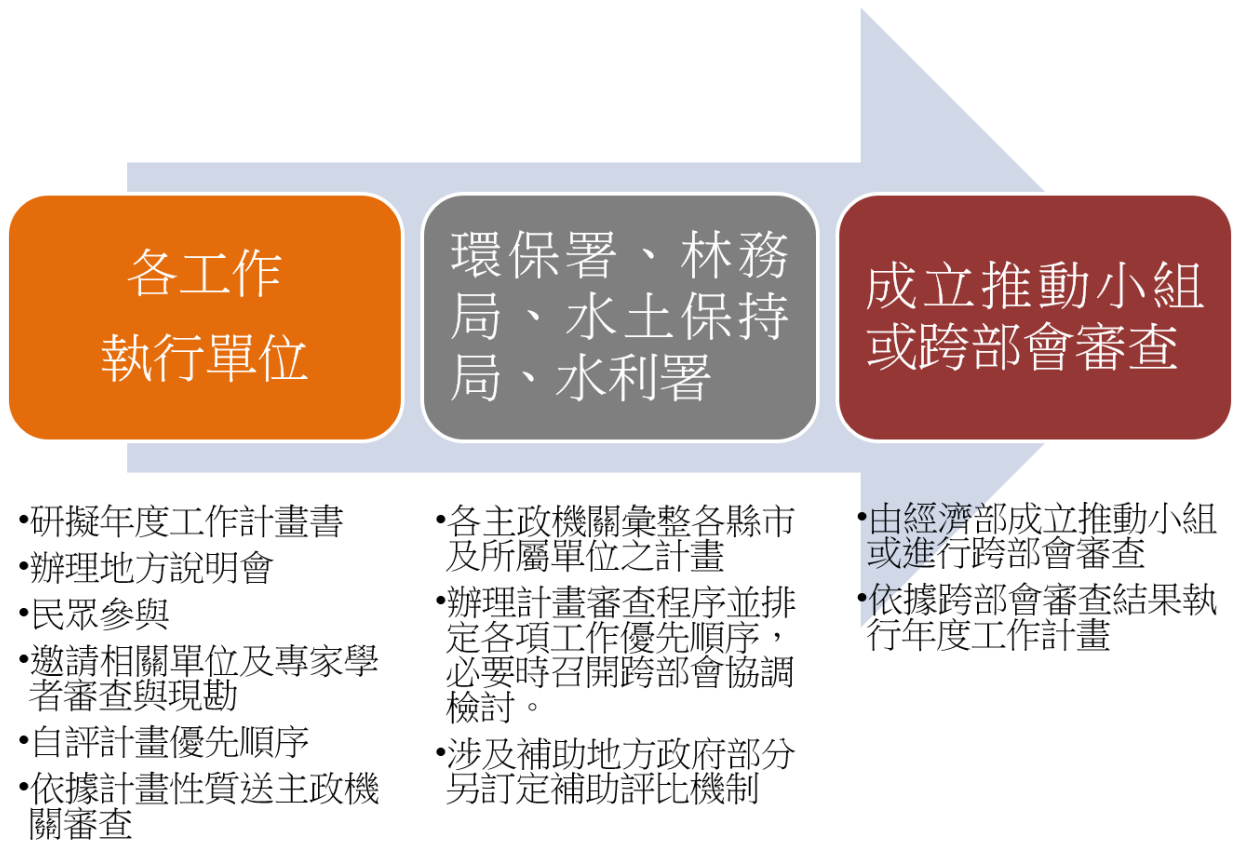 各工作
執行單位
•研擬年度工作計畫書
•辦理地方說明會
•民眾參與
•邀請相關單位及專家學
者審查與現勘
•自評計畫優先順序
•依據計畫性質送主政機
關審查
環保署、林務
局、水土保持
局、水利署
•各主政機關彙整各縣市
及所屬單位之計畫
•辦理計畫審查程序並排
定各項工作優先順序，
必要時召開跨部會協調
檢討。
•涉及補助地方政府部分
另訂定補助評比機制
成立推動小組
或跨部會審查
•由經濟部成立推動小組
或進行跨部會審查
•依據跨部會審查結果執
行年度工作計畫